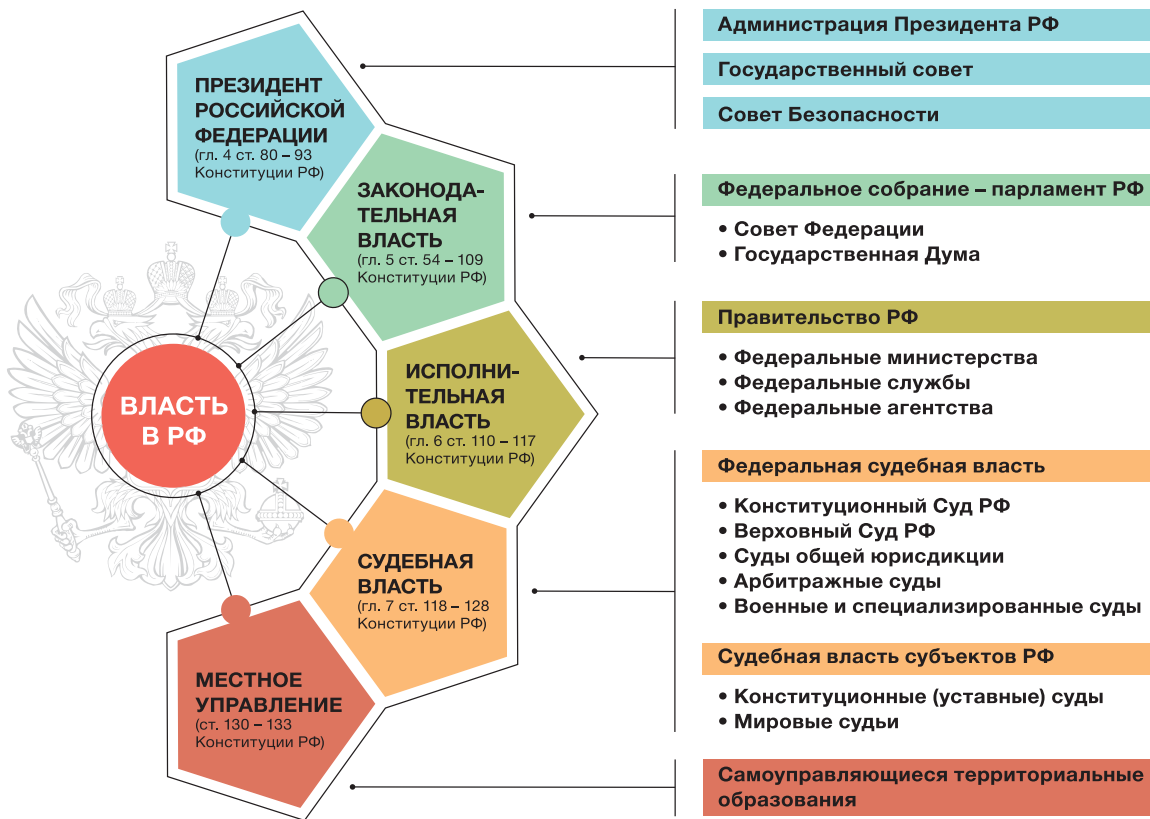 ВЛАСТЬ
В РФ
ПРЕЗИДЕНТ
РОССИЙСКОЙ
ФЕДЕРАЦИИ
(гл. 4 ст. 80 – 93
Конституции РФ)
ЗАКОНОДА-
ТЕЛЬНАЯ
ВЛАСТЬ
(гл. 5 ст. 54 – 109
Конституции РФ)
ИСПОЛНИ-
ТЕЛЬНАЯ
ВЛАСТЬ
(гл. 6 ст. 110 – 117
Конституции РФ)
СУДЕБНАЯ
ВЛАСТЬ
(гл. 7 ст. 118 – 128
Конституции РФ)
МЕСТНОЕ
УПРАВЛЕНИЕ
(ст. 130 – 133
Конституции РФ)
Администрация Президента РФ
Государственный совет
Совет Безопасности
Федеральное собрание – парламент РФ
• Совет Федерации
• Государственная Дума
Правительство РФ
• Федеральные министерства
• Федеральные службы
• Федеральные агентства
Федеральная судебная власть
• Конституционный Суд РФ
• Верховный Суд РФ
• Суды общей юрисдикции
• Арбитражные суды
• Военные и специализированные суды
Судебная власть субъектов РФ
• Конституционные (уставные) суды
• Мировые судьи
Самоуправляющиеся территориальные
образования